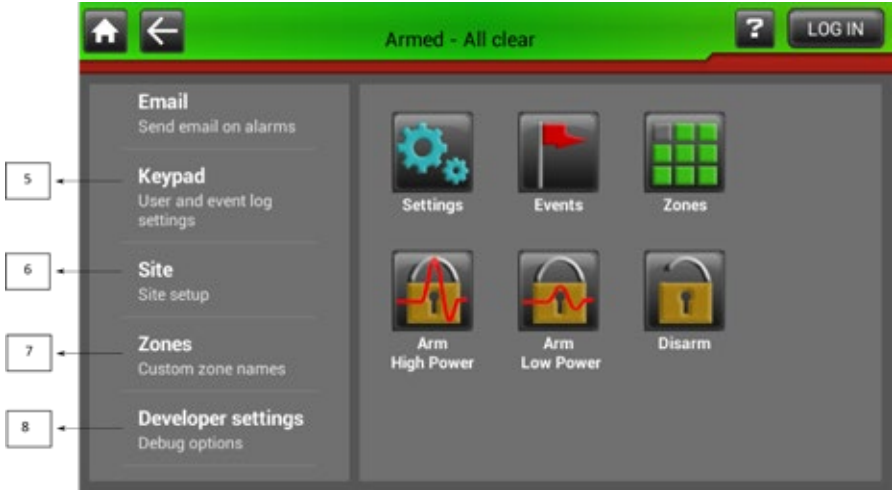 Armed - All clear
?
LOG IN
Email
Send email on alarms
5
Keypad
User and event log
settings
6
Site
Site setup
7
Zones
Custom zone names
8
Developer settings
Debug options
Settings
Events
Zones
Arm
High Power
Arm
Low Power
Disarm